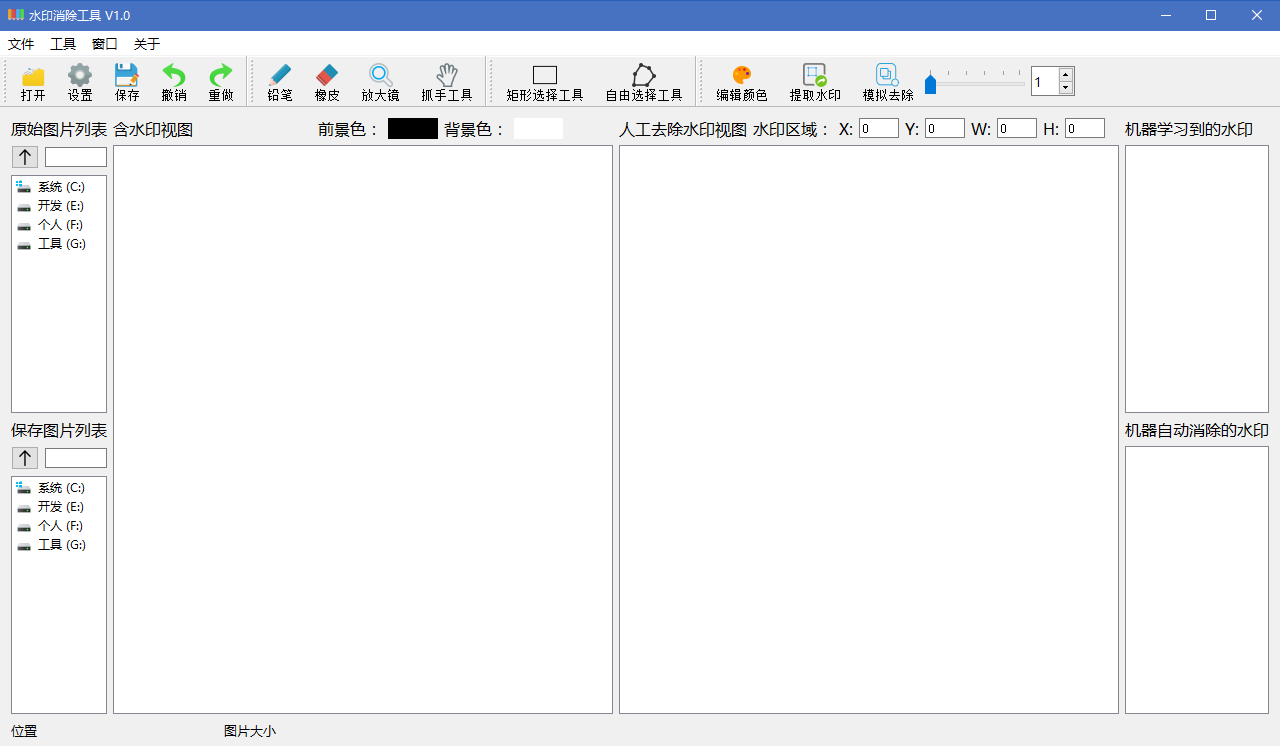 水印消除工具 V1.0
文件 工具 窗口 关于
打开 设置 保存 撤销 重做 铅笔 橡皮 放大镜 抓手工具 矩形选择工具 自由选择工具 编辑颜色 提取水印 模拟去除 1
原始图片列表 含水印视图 前景色： 背景色： 人工去除水印视图 水印区域： X: 0 Y: 0 W: 0 H: 0 机器学习到的水印
系统 (C:)
开发 (E:)
个人 (F:)
工具 (G:)
保存图片列表 机器自动消除的水印
系统 (C:)
开发 (E:)
个人 (F:)
工具 (G:)
位置 图片大小